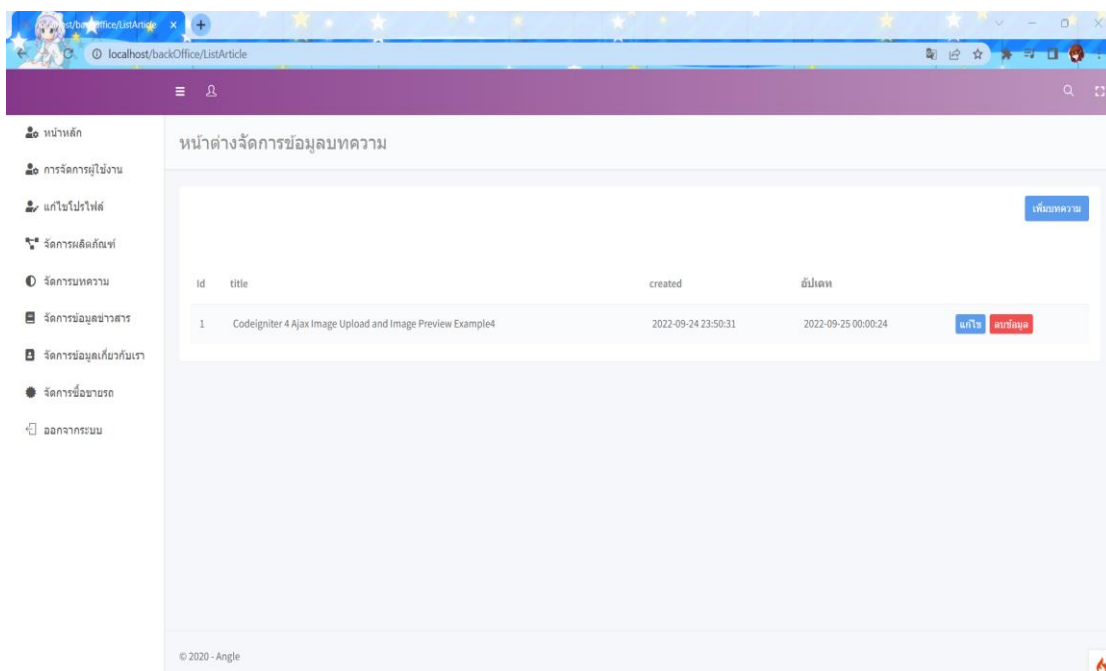 localhost/backOffice/ListArticle
หน้าหลัก
การจัดการผู้ใช้งาน
แก้ไขโปรไฟล์
จัดการผลิตภัณฑ์
จัดการบทความ
จัดการข้อมูลข่าวสาร
จัดการข้อมูลเกี่ยวกับเรา
จัดการซื้อขายรถ
ออกจากระบบ
หน้าต่างจัดการข้อมูลบทความ
เพิ่มบทความ
Id title created อัปเดท
1 Codeigniter 4 Ajax Image Upload and Image Preview Example4 2022-09-24 23:50:31 2022-09-25 00:00:24 แก้ไข ลบข้อมูล
© 2020 - Angle